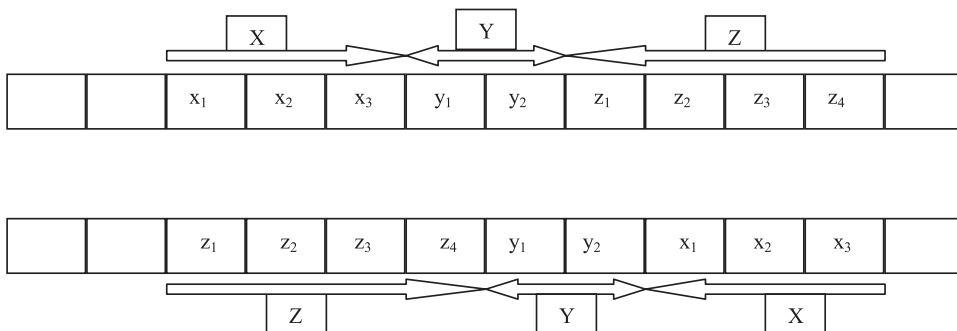 X Y Z
x₁ x₂ x₃ y₁ y₂ z₁ z₂ z₃ z₄
z₁ z₂ z₃ z₄ y₁ y₂ x₁ x₂ x₃
Z Y X